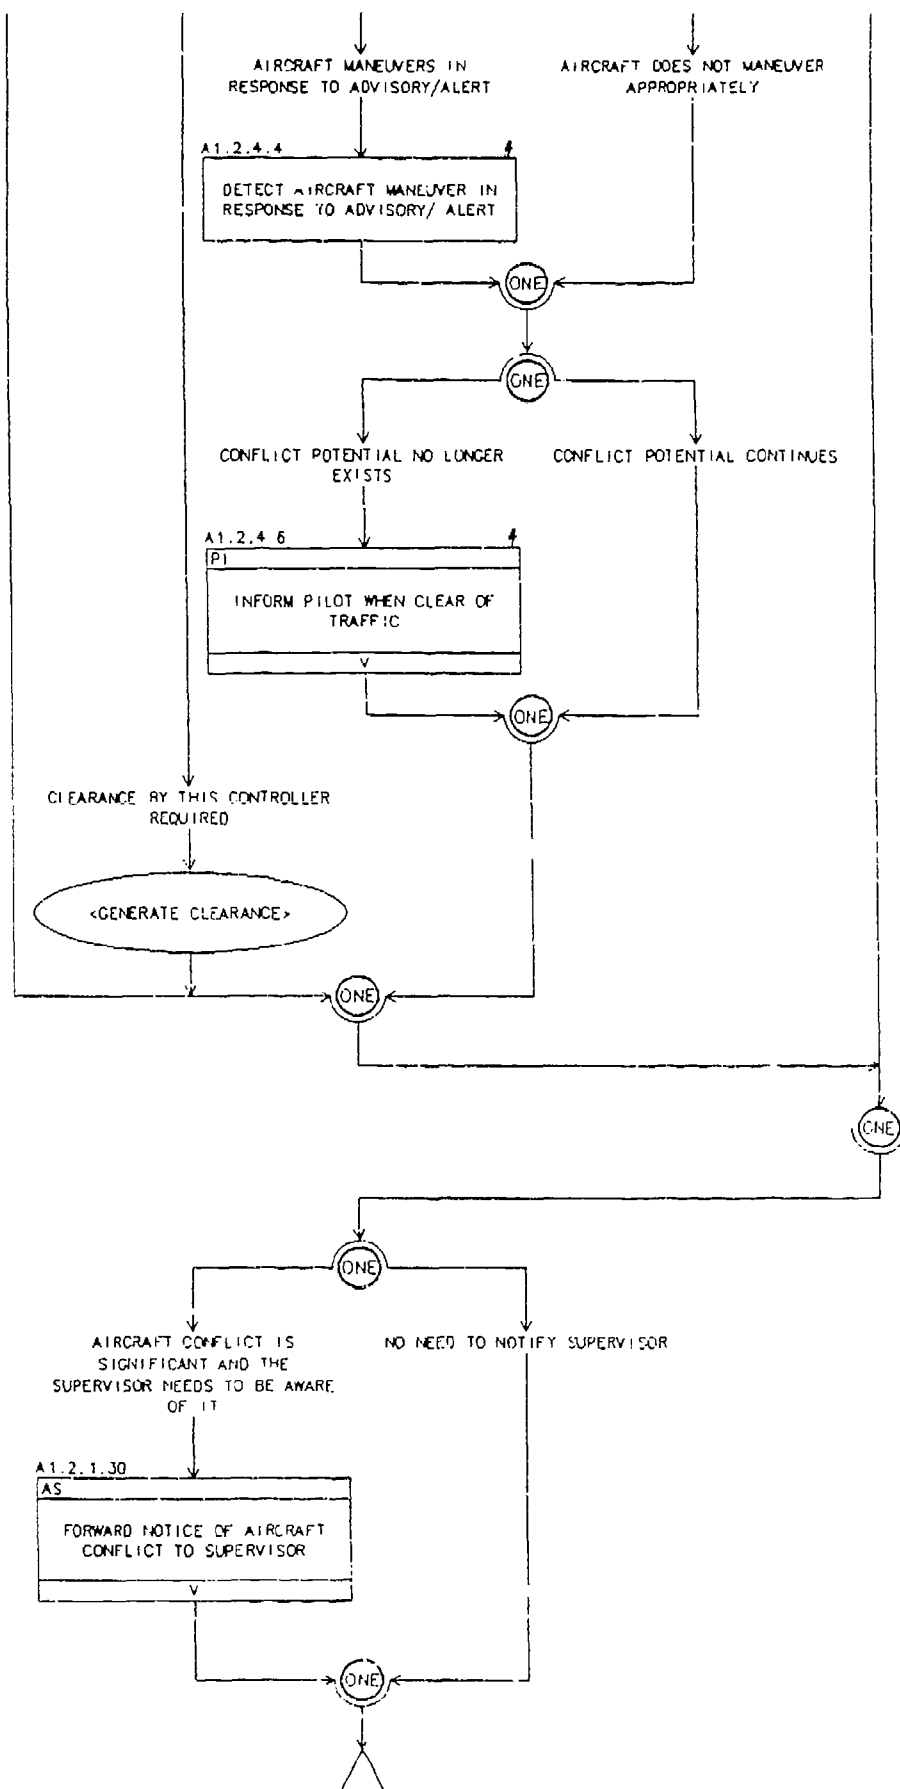 AIRCRAFT MANEUVERS IN
RESPONSE TO ADVISORY/ALERT
AIRCRAFT DOES NOT MANEUVER
APPROPRIATELY
A1.2.4.4
DETECT AIRCRAFT MANEUVER IN
RESPONSE TO ADVISORY/ ALERT
ONE
ONE
CONFLICT POTENTIAL NO LONGER
EXISTS
CONFLICT POTENTIAL CONTINUES
A1.2.4 6
PI
INFORM PILOT WHEN CLEAR OF
TRAFFIC
V
ONE
CLEARANCE BY THIS CONTROLLER
REQUIRED
<GENERATE CLEARANCE>
ONE
ONE
ONE
AIRCRAFT CONFLICT IS
SIGNIFICANT AND THE
SUPERVISOR NEEDS TO BE AWARE
OF IT
NO NEED TO NOTIFY SUPERVISOR
A1.2.1.30
AS
FORWARD NOTICE OF AIRCRAFT
CONFLICT TO SUPERVISOR
V
ONE